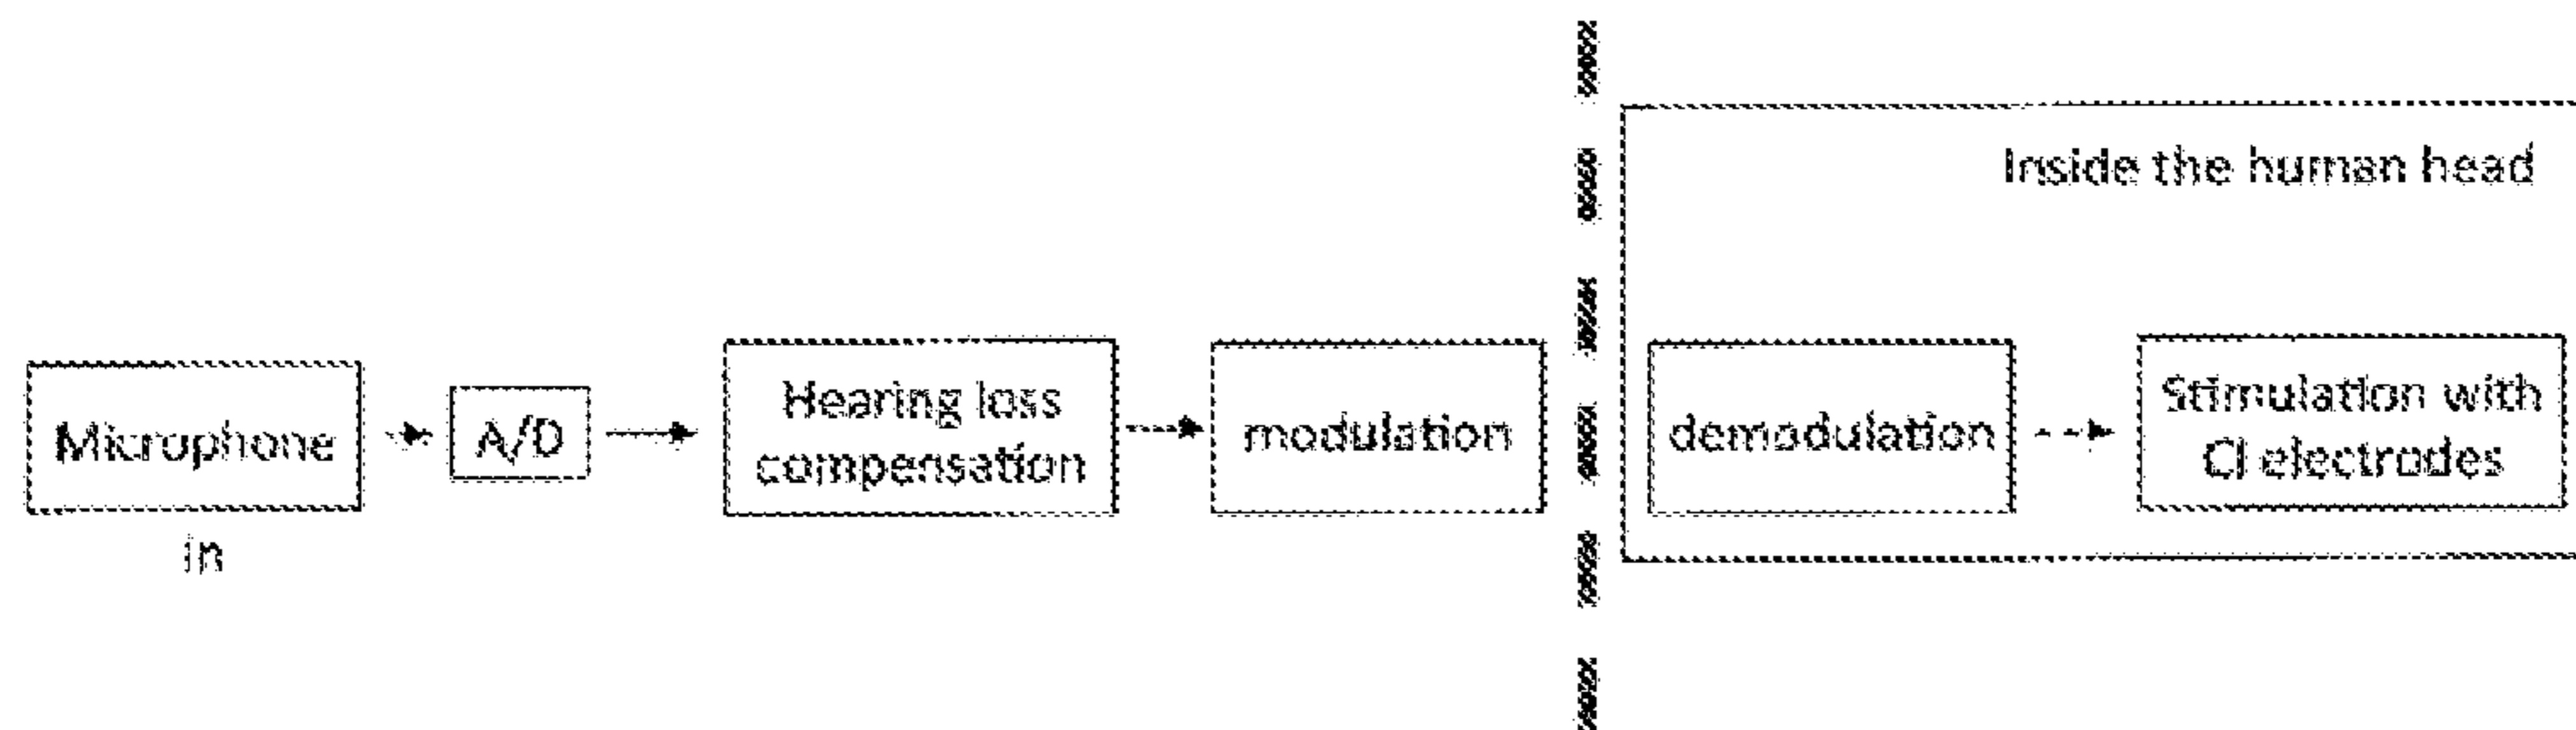 Inside the human head
Microphone
in
A/D
Hearing loss
compensation
modulation
demodulation
Stimulation with
CI electrodes